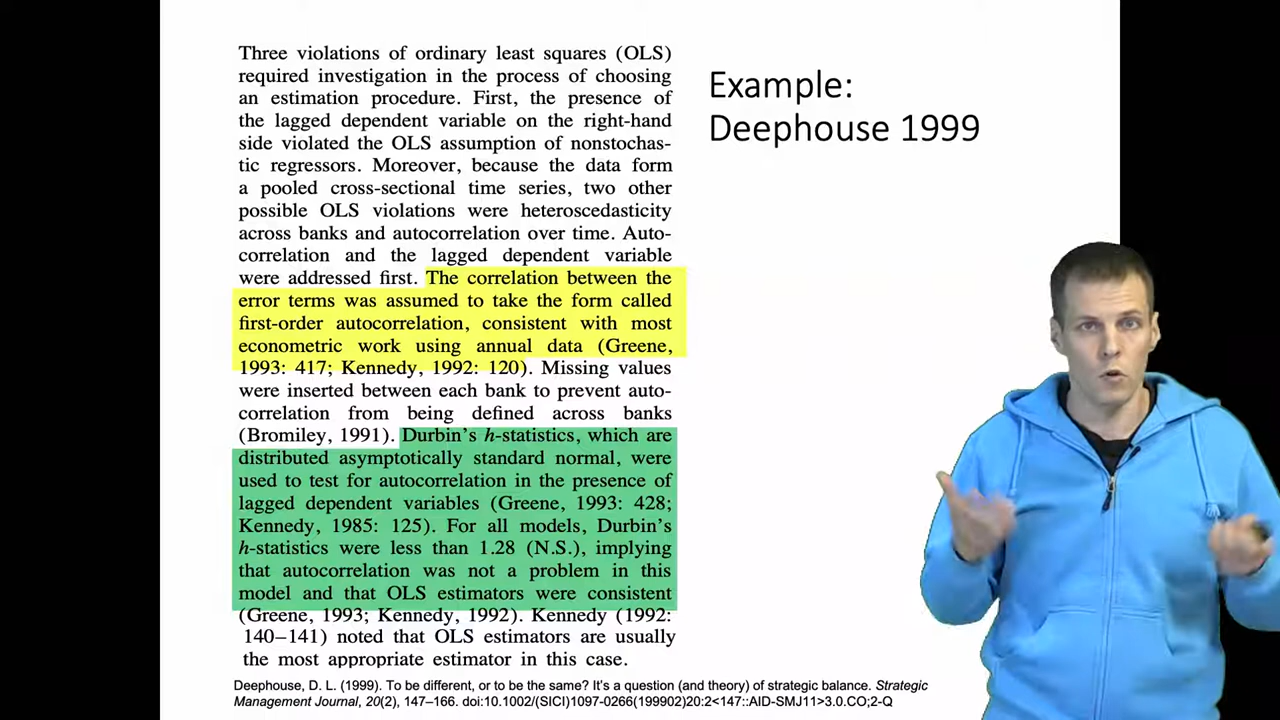 Three violations of ordinary least squares (OLS)
required investigation in the process of choosing
an estimation procedure. First, the presence of
the lagged dependent variable on the right-hand
side violated the OLS assumption of nonstochas-
tic regressors. Moreover, because the data form
a pooled cross-sectional time series, two other
possible OLS violations were heteroscedasticity
across banks and autocorrelation over time. Auto-
correlation and the lagged dependent variable
were addressed first. The correlation between the
error terms was assumed to take the form called
first-order autocorrelation, consistent with most
econometric work using annual data (Greene,
1993: 417; Kennedy, 1992: 120). Missing values
were inserted between each bank to prevent auto-
correlation from being defined across banks
(Bromiley, 1991). Durbin's h-statistics, which are
distributed asymptotically standard normal, were
used to test for autocorrelation in the presence of
lagged dependent variables (Greene, 1993: 428;
Kennedy, 1985: 125). For all models, Durbin's
h-statistics were less than 1.28 (N.S.), implying
that autocorrelation was not a problem in this
model and that OLS estimators were consistent
(Greene, 1993; Kennedy, 1992). Kennedy (1992:
140–141) noted that OLS estimators are usually
the most appropriate estimator in this case.
Example:
Deephouse 1999
Deephouse, D. L. (1999). To be different, or to be the same? It's a question (and theory) of strategic balance. Strategic
Management Journal, 20(2), 147–166. doi:10.1002/(SICI)1097-0266(199902)20:2<147::AID-SMJ11>3.0.CO;2-Q